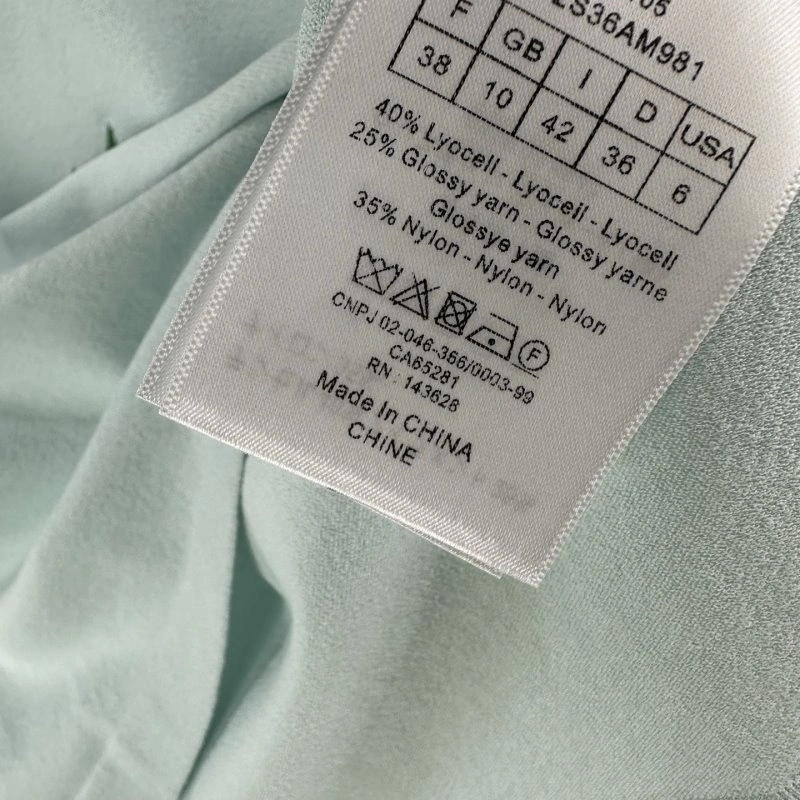 ES36AM981
F GB I D USA
38 10 42 36 6
40% Lyocell - Lyocell - Lyocell
25% Glossy yarn - Glossy yarne
Glossye yarn
35% Nylon - Nylon - Nylon
F
CNPJ 02-046-366/0003-99
CA65281
RN : 143628
Made In CHINA
CHINE